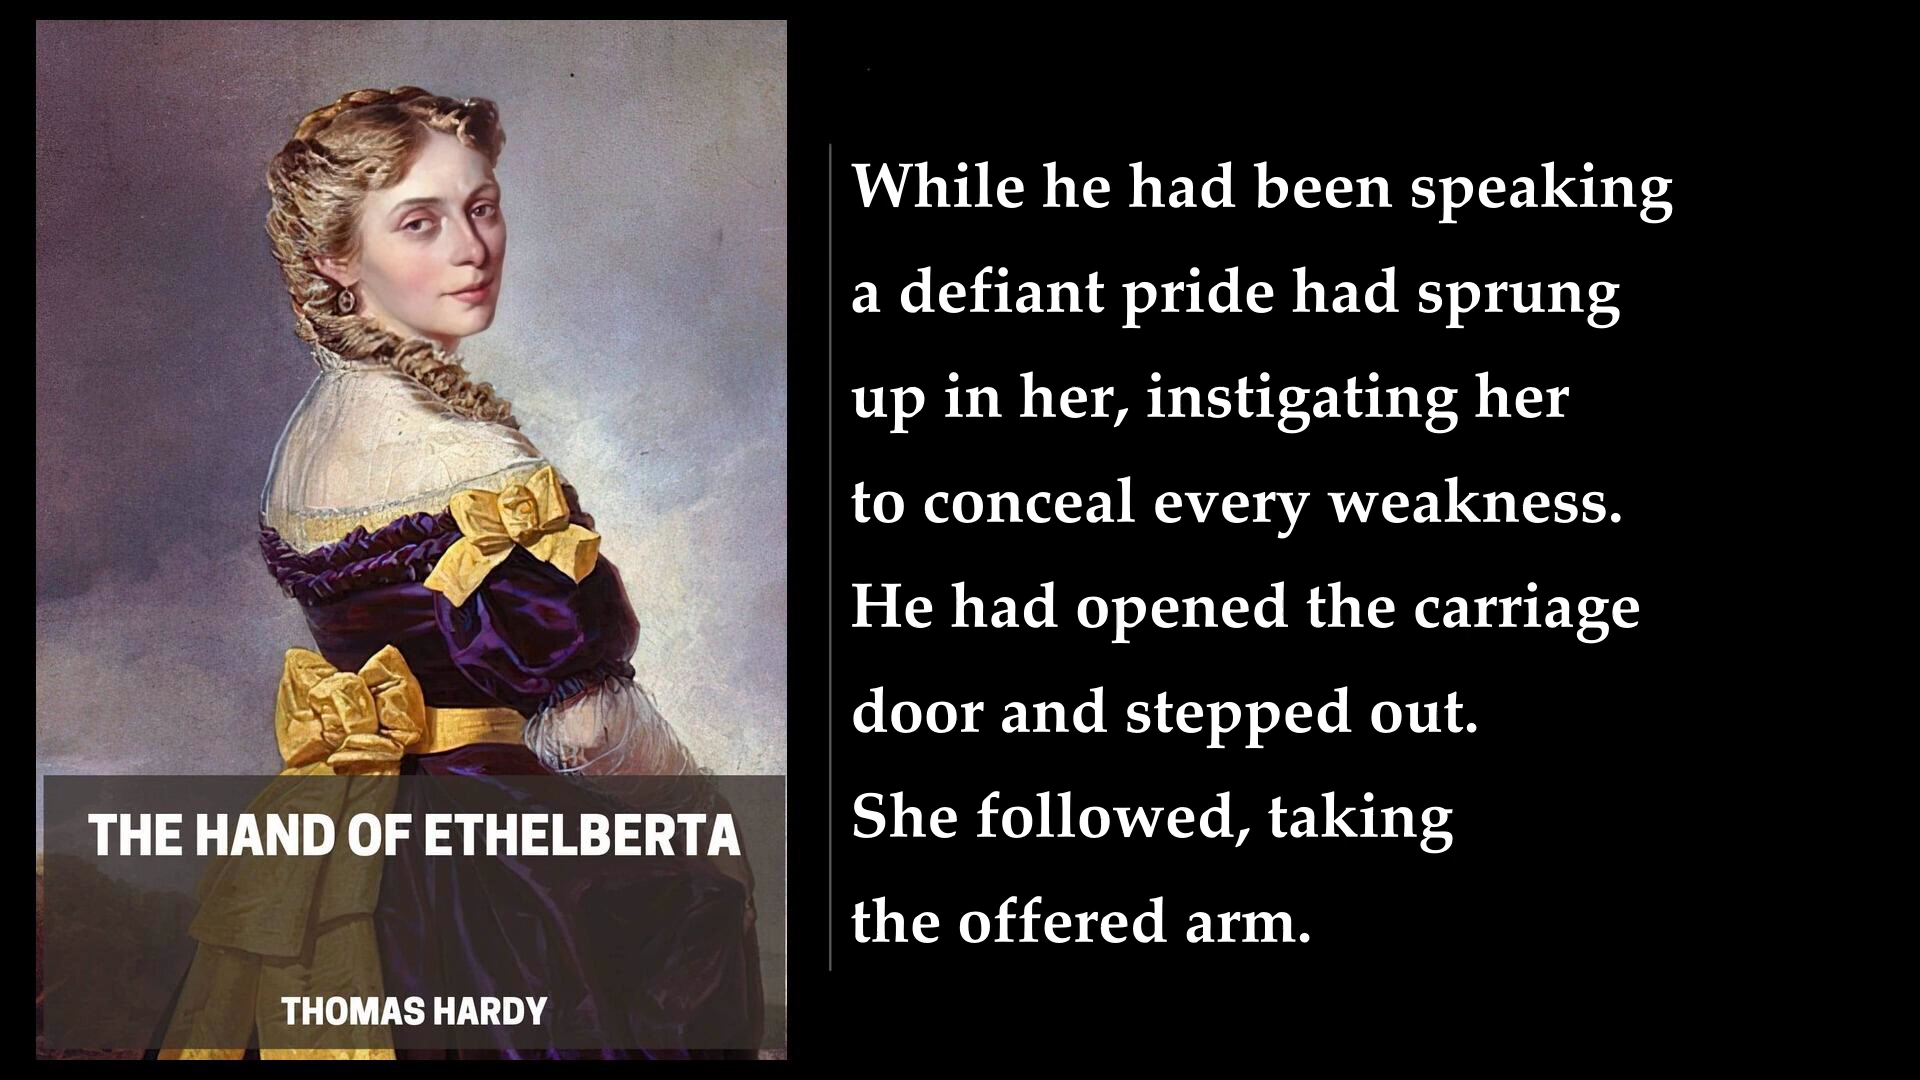 THE HAND OF ETHELBERTA
THOMAS HARDY
While he had been speaking
a defiant pride had sprung
up in her, instigating her
to conceal every weakness.
He had opened the carriage
door and stepped out.
She followed, taking
the offered arm.